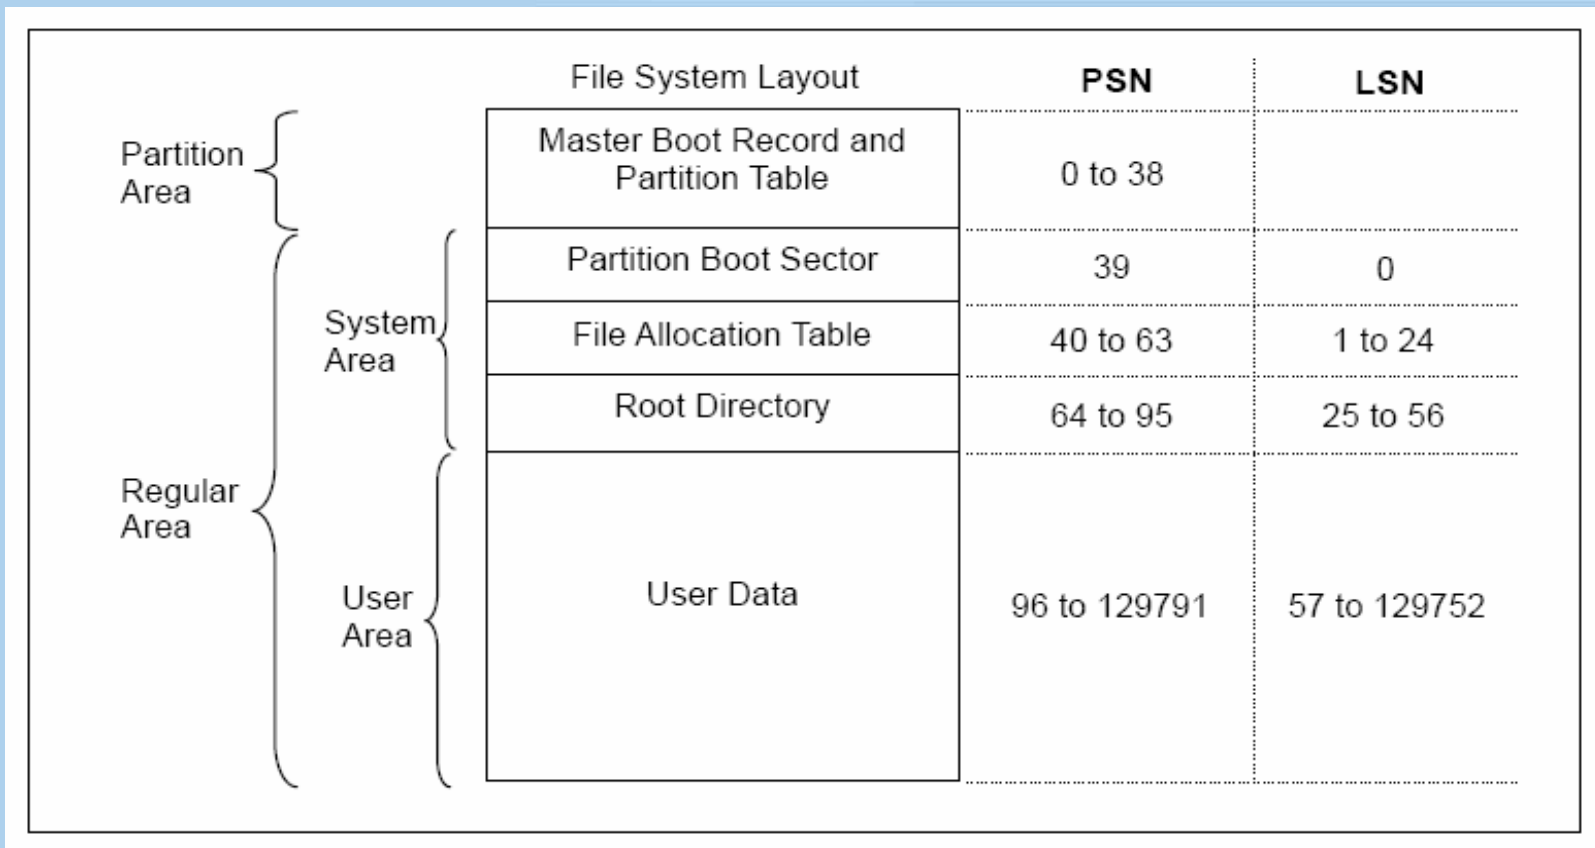 File System Layout
PSN
LSN
Partition
Area
Master Boot Record and
Partition Table
0 to 38
Regular
Area
System
Area
Partition Boot Sector
39
0
File Allocation Table
40 to 63
1 to 24
Root Directory
64 to 95
25 to 56
User
Area
User Data
96 to 129791
57 to 129752